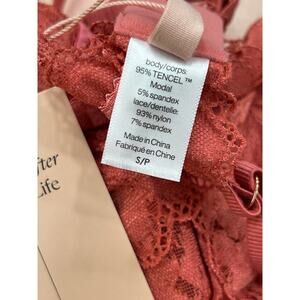 body/corps:
95% TENCEL™
Modal
5% spandex
lace/dentelle:
93% nylon
7% spandex
Made in China
Fabriqué en Chine
S/P
fter
Life